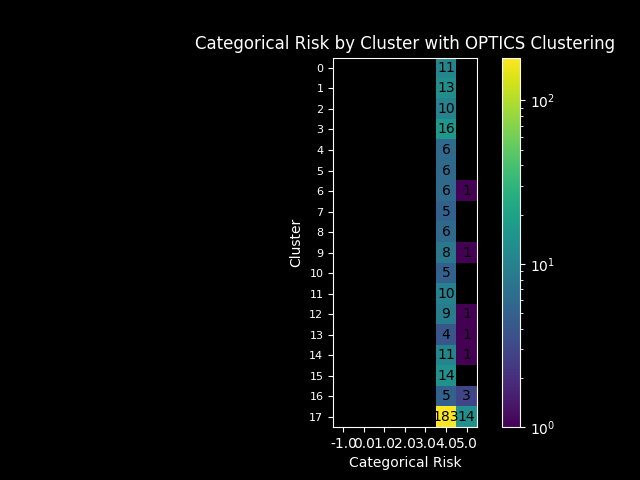 Categorical Risk by Cluster with OPTICS Clustering
0 11
1 13
2 10
3 16
4 6
5 6
6 6 1
7 5
8 6
9 8 1
10 5
11 10
12 9 1
13 4 1
14 11 1
15 14
16 5 3
17 183 14
-1.0 0.0 1.0 2.0 3.0 4.0 5.0
Categorical Risk
Cluster
10²
10¹
10⁰